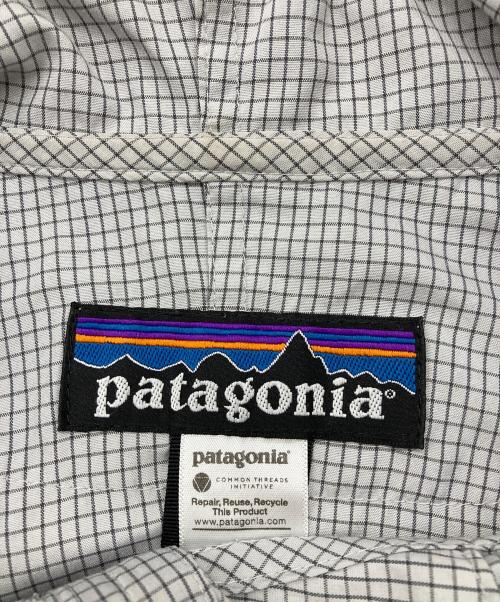 patagonia®
patagonia®
COMMON THREADS
INITIATIVE
Repair, Reuse, Recycle
This Product
www.patagonia.com